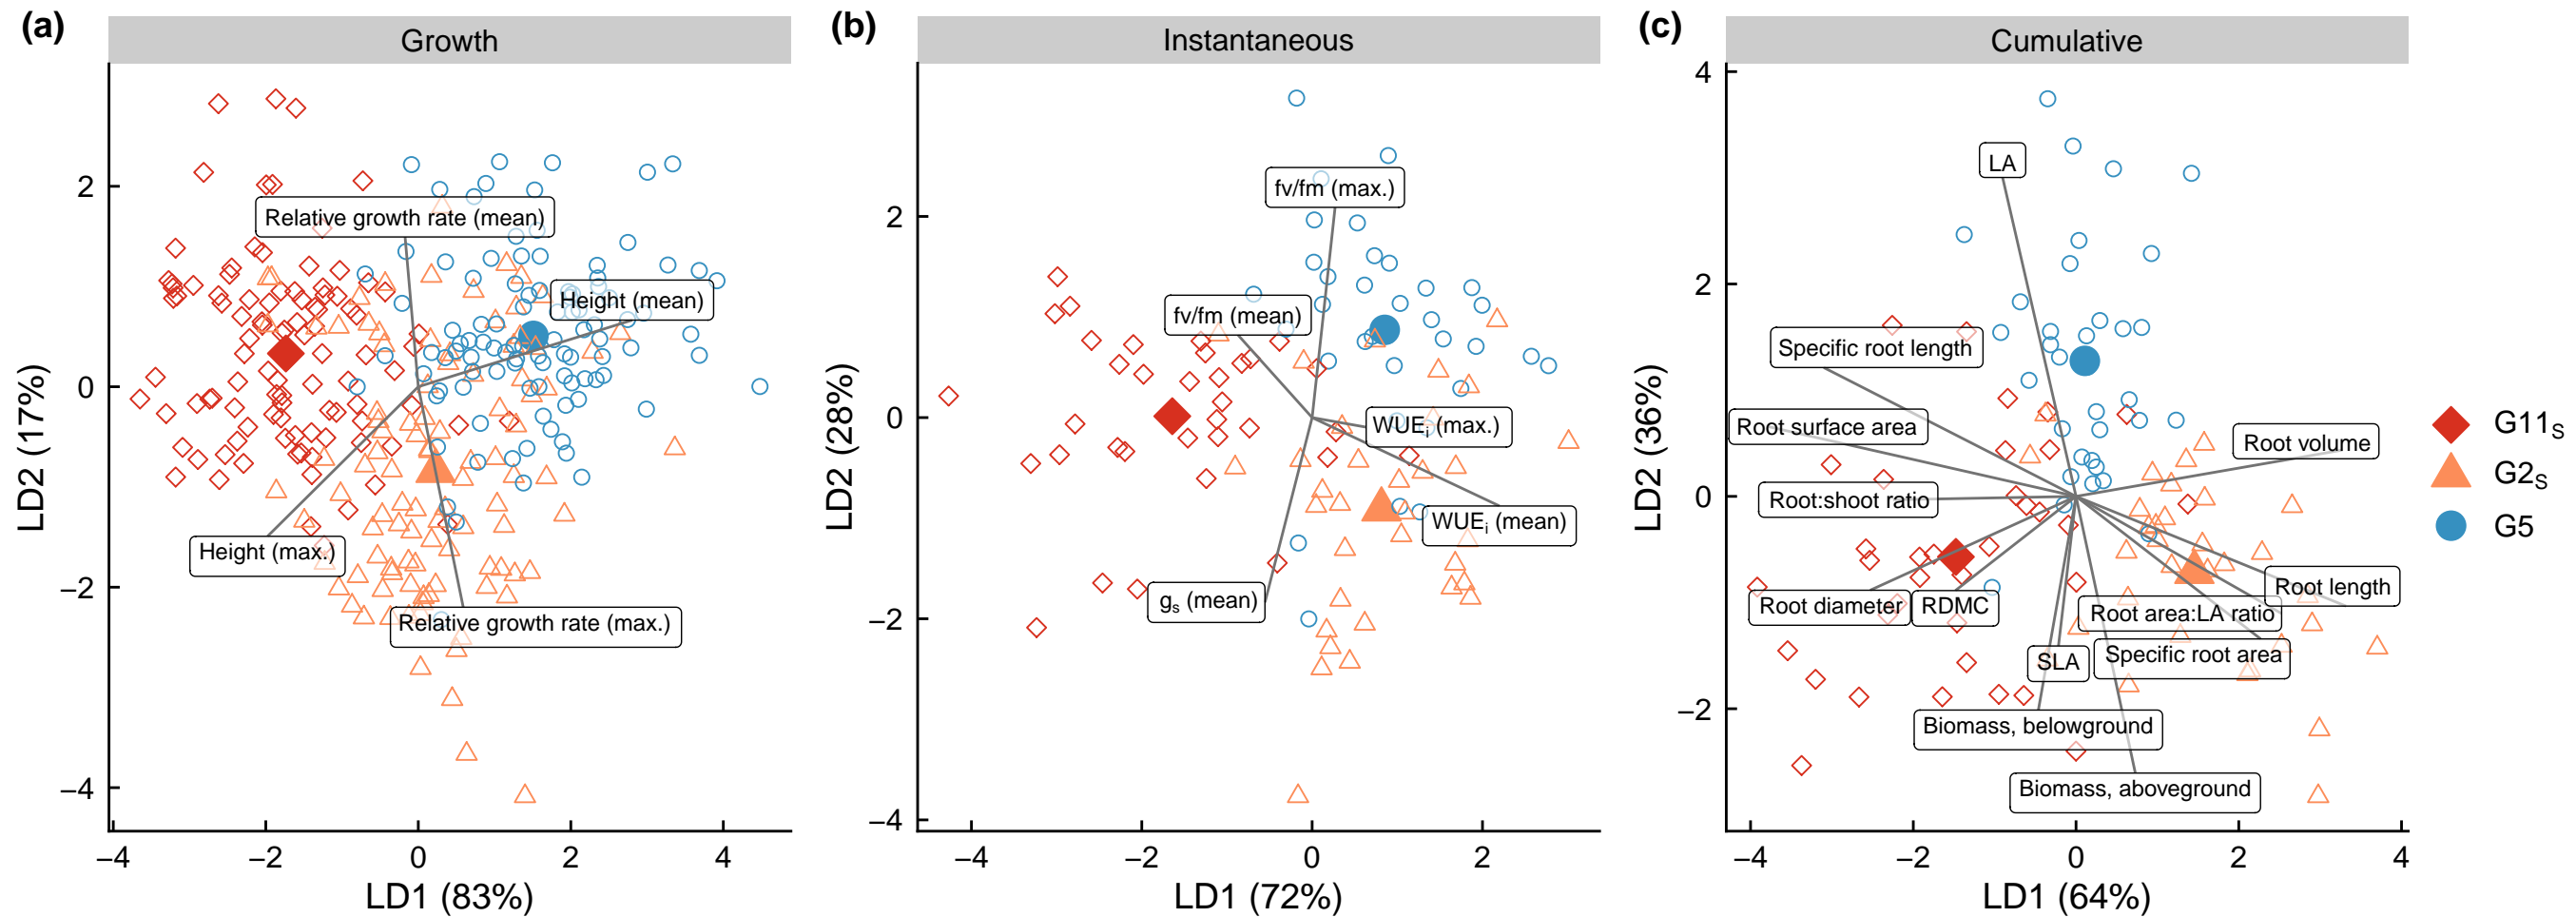 (a)
Growth
2
0
−2
−4
LD2 (17%)
Relative growth rate (mean)
Height (mean)
Height (max.)
Relative growth rate (max.)
−4 −2 0 2 4
LD1 (83%)
(b)
Instantaneous
2
0
−2
−4
LD2 (28%)
fv/fm (max.)
fv/fm (mean)
WUEi (max.)
WUEi (mean)
gs (mean)
−4 −2 0 2
LD1 (72%)
(c)
Cumulative
4
2
0
−2
LD2 (36%)
LA
Specific root length
Root surface area
Root volume
Root:shoot ratio
Root diameter
RDMC
Root length
Root area:LA ratio
SLA
Specific root area
Biomass, belowground
Biomass, aboveground
−4 −2 0 2 4
LD1 (64%)
G11S
G2S
G5